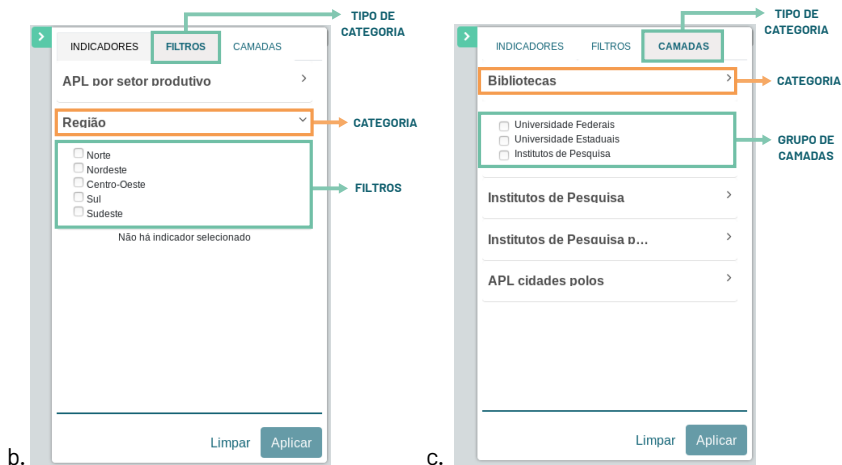 TIPO DE
CATEGORIA
INDICADORES
FILTROS
CAMADAS
APL por setor produtivo
Região
CATEGORIA
Norte
Nordeste
Centro-Oeste
Sul
Sudeste
FILTROS
Não há indicador selecionado
Limpar
Aplicar
b.
TIPO DE
CATEGORIA
INDICADORES
FILTROS
CAMADAS
Bibliotecas
CATEGORIA
Universidade Federais
Universidade Estaduais
Institutos de Pesquisa
GRUPO DE
CAMADAS
Institutos de Pesquisa
Institutos de Pesquisa p...
APL cidades polos
Limpar
Aplicar
c.